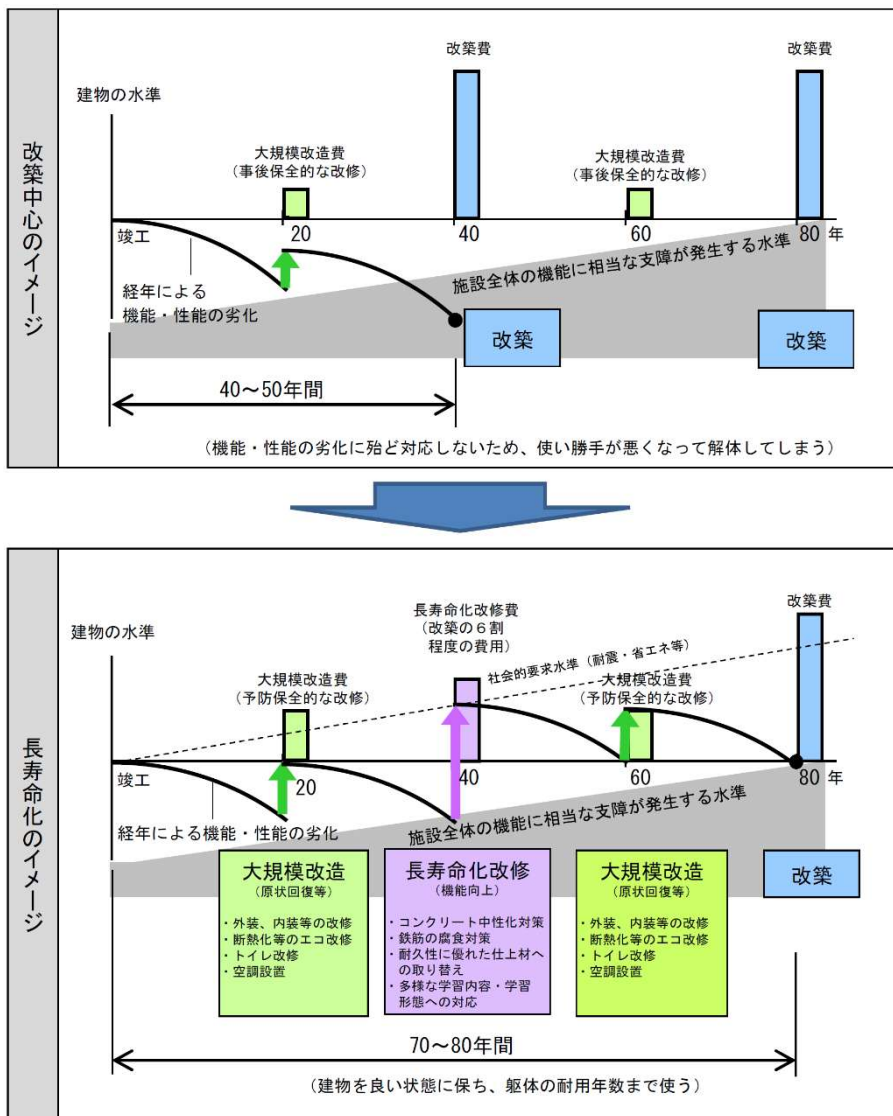 改築中心のイメージ
改築費
改築費
建物の水準
大規模改造費
(事後保全的な改修)
大規模改造費
(事後保全的な改修)
竣工
20
40
60
80 年
経年による
機能・性能の劣化
施設全体の機能に相当な支障が発生する水準
改築
改築
40~50年間
(機能・性能の劣化に殆ど対応しないため、使い勝手が悪くなって解体してしまう)
長寿命化のイメージ
建物の水準
長寿命化改修費
(改築の6割
程度の費用)
改築費
社会的要求水準(耐震・省エネ等)
大規模改造費
(予防保全的な改修)
大規模改造費
(予防保全的な改修)
竣工
20
40
60
80 年
経年による機能・性能の劣化
施設全体の機能に相当な支障が発生する水準
大規模改造
(原状回復等)
・外装、内装等の改修
・断熱化等のエコ改修
・トイレ改修
・空調設置
長寿命化改修
(機能向上)
・コンクリート中性化対策
・鉄筋の腐食対策
・耐久性に優れた仕上材へ
の取り替え
・多様な学習内容・学習
形態への対応
大規模改造
(原状回復等)
・外装、内装等の改修
・断熱化等のエコ改修
・トイレ改修
・空調設置
改築
70~80年間
(建物を良い状態に保ち、躯体の耐用年数まで使う)